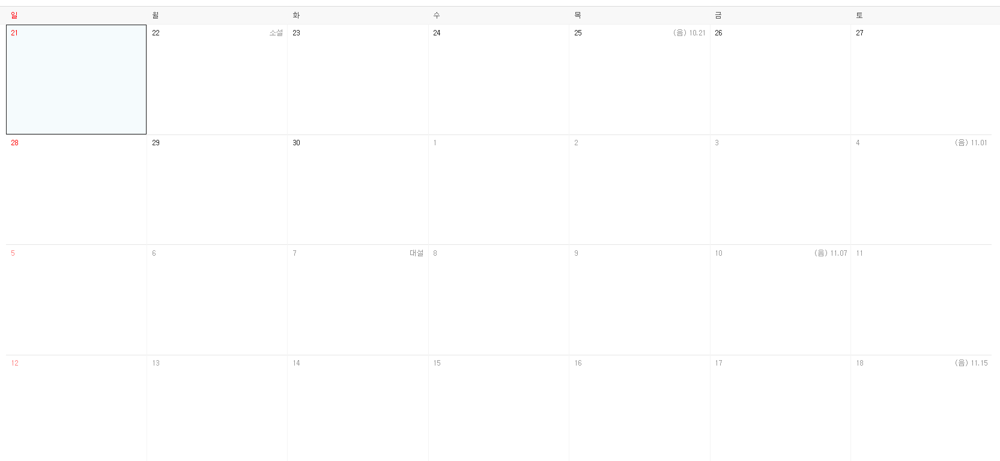 일 월 화 수 목 금 토
21 22 소설 23 24 25 (음) 10.21 26 27
28 29 30 1 2 3 4 (음) 11.01
5 6 7 대설 8 9 10 (음) 11.07 11
12 13 14 15 16 17 18 (음) 11.15